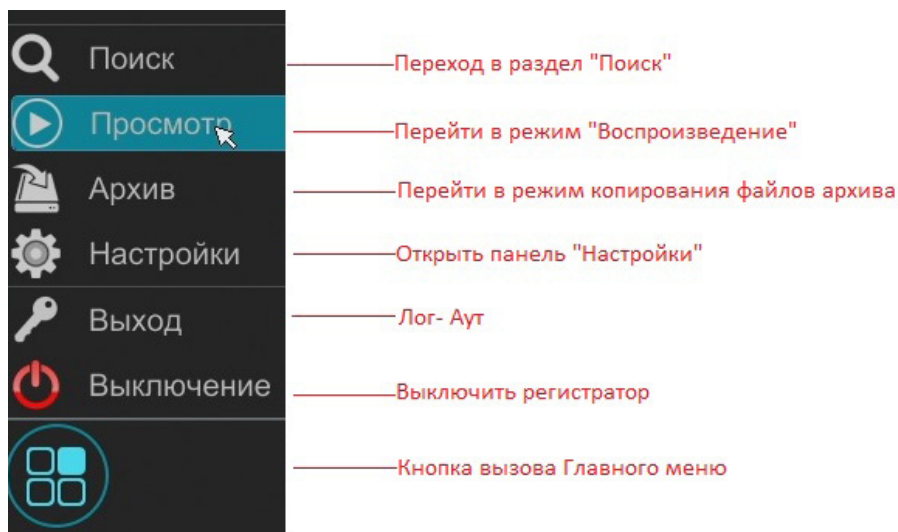 Поиск
Переход в раздел "Поиск"
Просмотр
Перейти в режим "Воспроизведение"
Архив
Перейти в режим копирования файлов архива
Настройки
Открыть панель "Настройки"
Выход
Лог- Аут
Выключение
Выключить регистратор
Кнопка вызова Главного меню